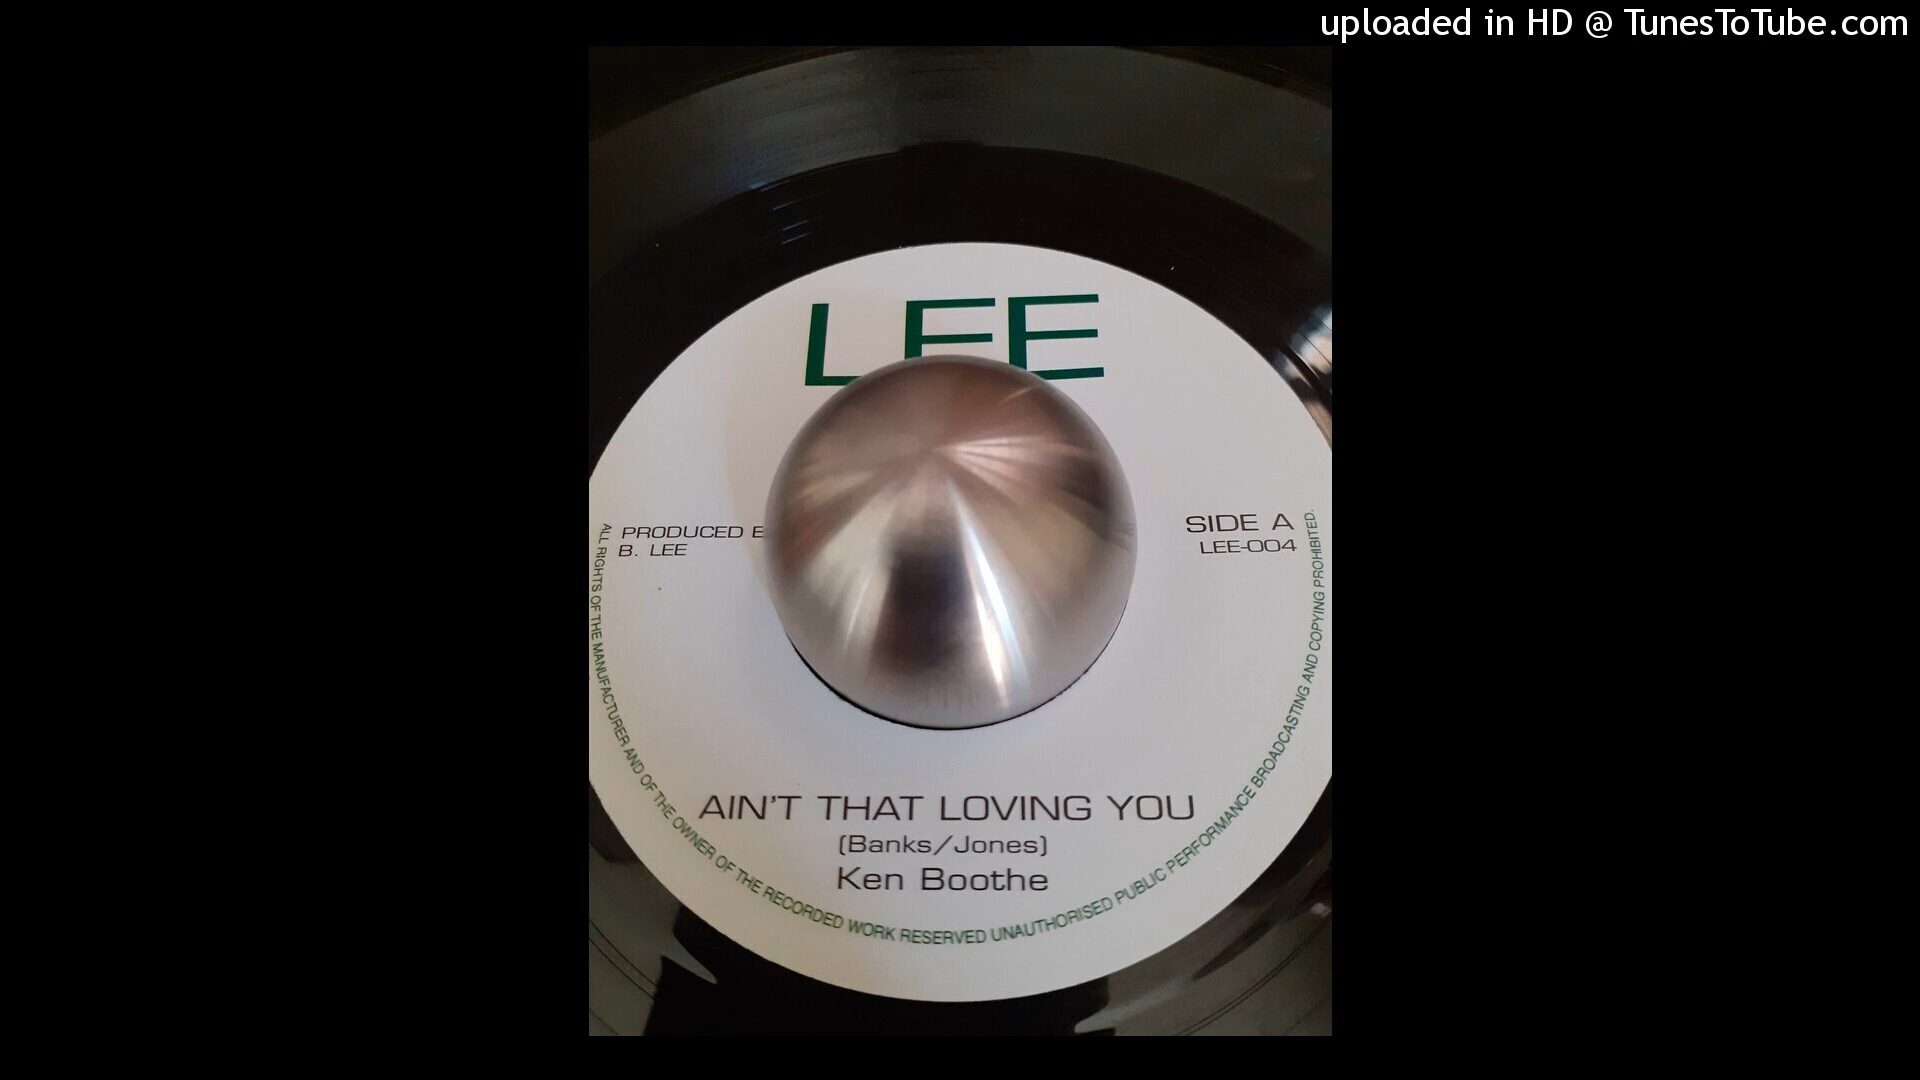 uploaded in HD @ TunesToTube.com
LEE
PRODUCED
B. LEE
SIDE A
LEE-004
AIN'T THAT LOVING YOU
(Banks/Jones)
Ken Boothe
ALL RIGHTS OF THE MANUFACTURER AND OF THE OWNER OF THE RECORDED WORK RESERVED UNAUTHORISED PUBLIC PERFORMANCE BROADCASTING AND COPYING PROHIBITED.